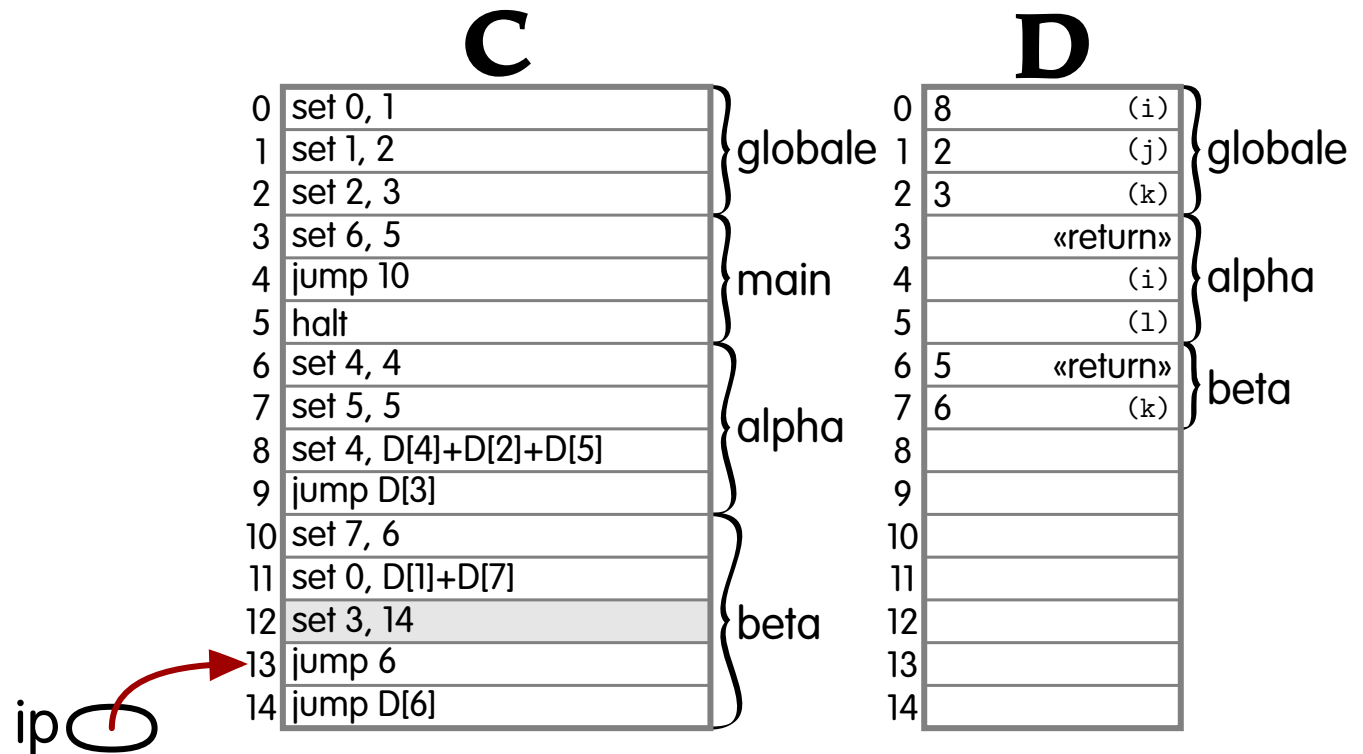 C
0 set 0, 1
1 set 1, 2
2 set 2, 3
globale
3 set 6, 5
4 jump 10
5 halt
main
6 set 4, 4
7 set 5, 5
8 set 4, D[4]+D[2]+D[5]
9 jump D[3]
alpha
10 set 7, 6
11 set 0, D[1]+D[7]
12 set 3, 14
13 jump 6
14 jump D[6]
beta
ip
D
0 8 (i)
1 2 (j)
2 3 (k)
globale
3 «return»
4 (i)
5 (l)
alpha
6 5 «return»
7 6 (k)
beta
8
9
10
11
12
13
14